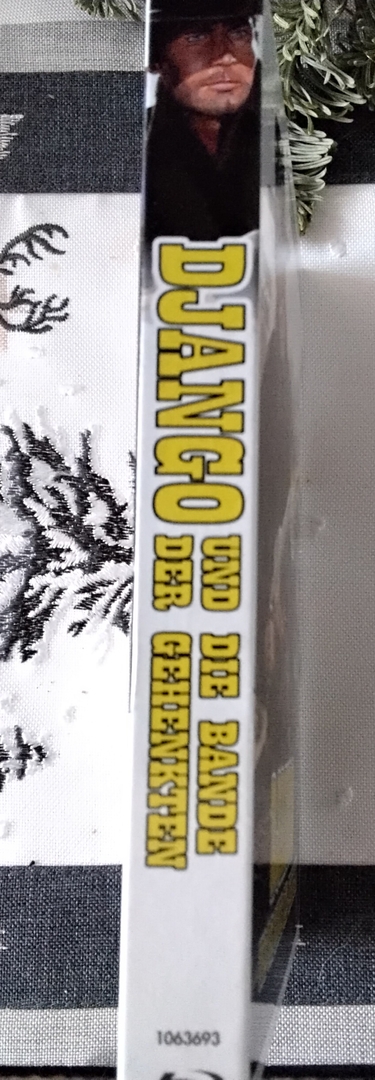 DJANGO
UND DIE BANDE
DER GEHENKTEN
1063693